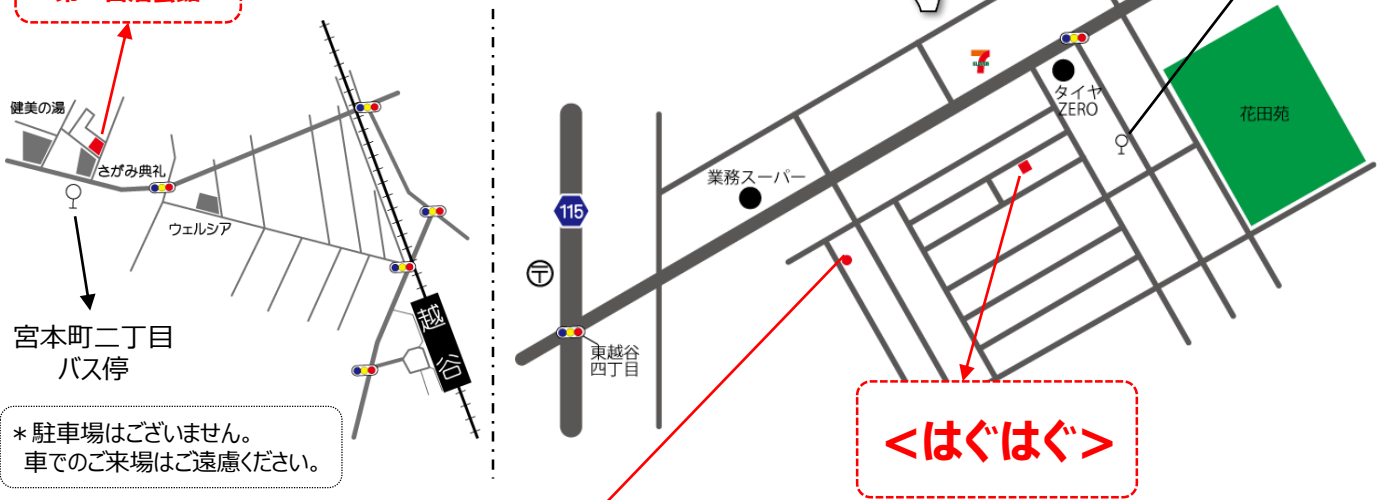 健美の湯
さがみ典礼
ウェルシア
宮本町二丁目
バス停
越谷
*駐車場はございません。
車でのご来場はご遠慮ください。
115
〒
東越谷
四丁目
業務スーパー
7
ELEVEN
タイヤ
ZERO
花田苑
<はぐはぐ>